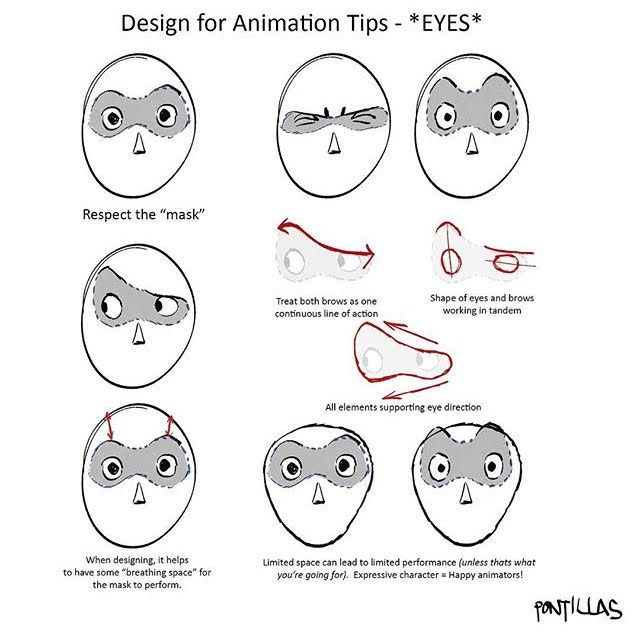 Design for Animation Tips - *EYES*
Respect the “mask”
Treat both brows as one
continuous line of action
Shape of eyes and brows
working in tandem
All elements supporting eye direction
When designing, it helps
to have some “breathing space” for
the mask to perform.
Limited space can lead to limited performance (unless thats what
you're going for). Expressive character = Happy animators!
PONTILLAS